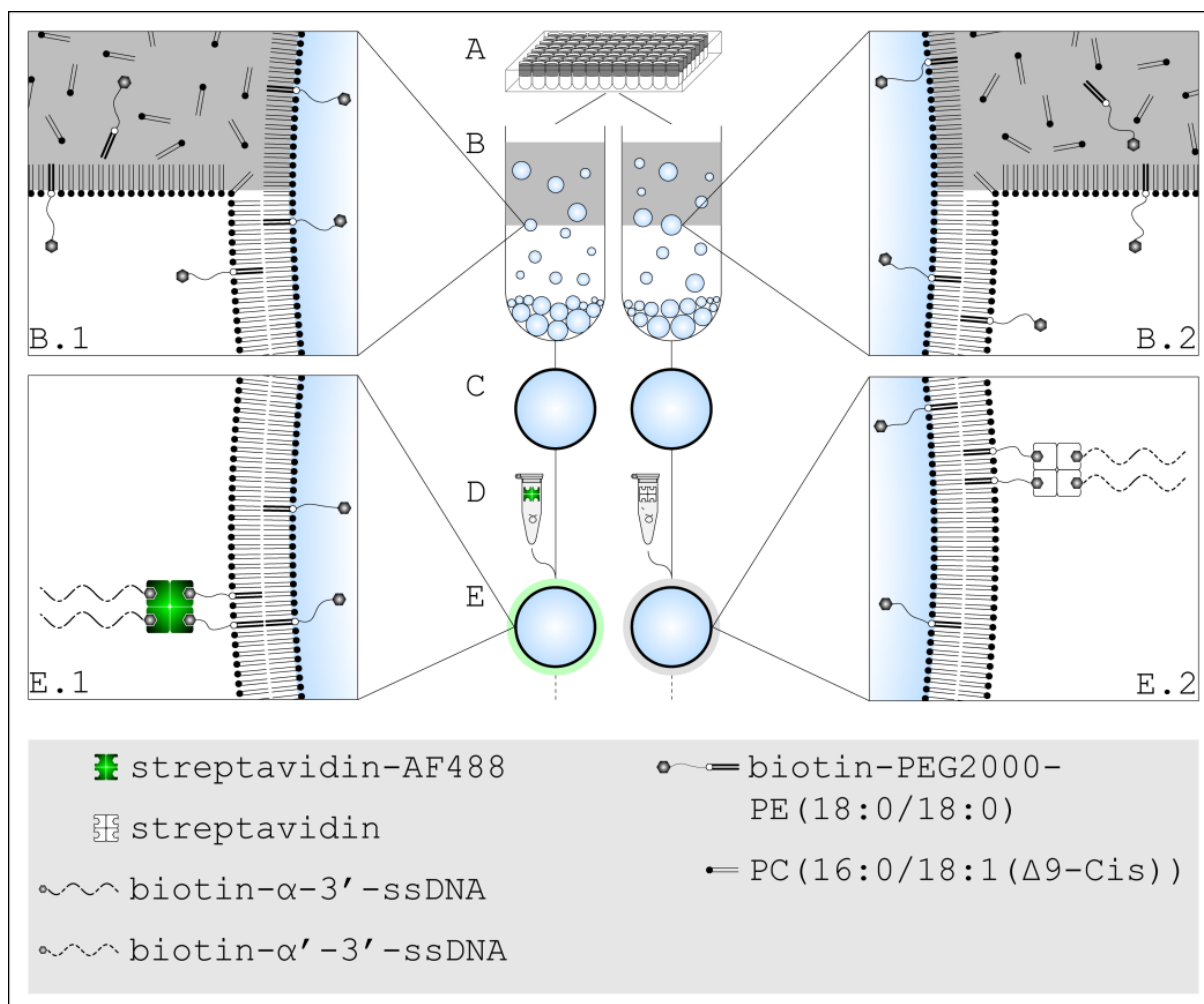 A
B
B.1
B.2
C
D
α
α′
E
E.1
E.2
streptavidin-AF488
biotin-PEG2000-
PE(18:0/18:0)
streptavidin
PC(16:0/18:1(Δ9-Cis))
biotin-α-3′-ssDNA
biotin-α′-3′-ssDNA